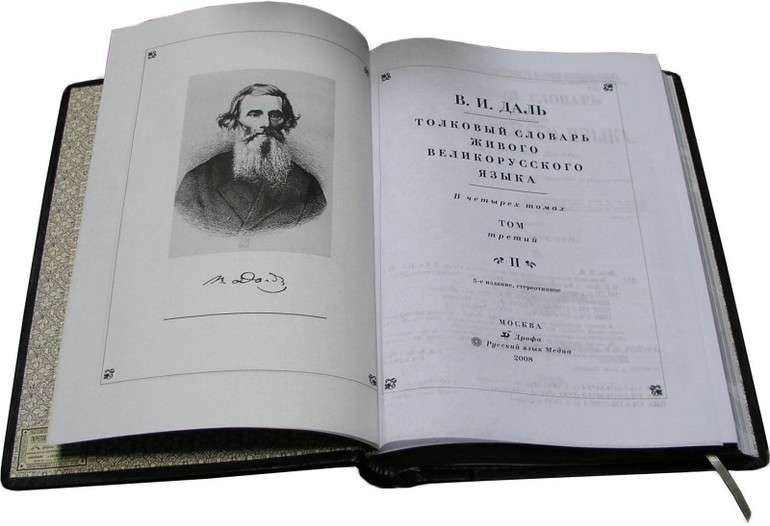 В. И. ДАЛЬ
ТОЛКОВЫЙ СЛОВАРЬ
ЖИВОГО
ВЕЛИКОРУССКОГО
ЯЗЫКА
В четырех томах
ТОМ
третий
П
5-е издание, стереотипное
МОСКВА
Дрофа
Русский язык Медиа
2008
В Даль